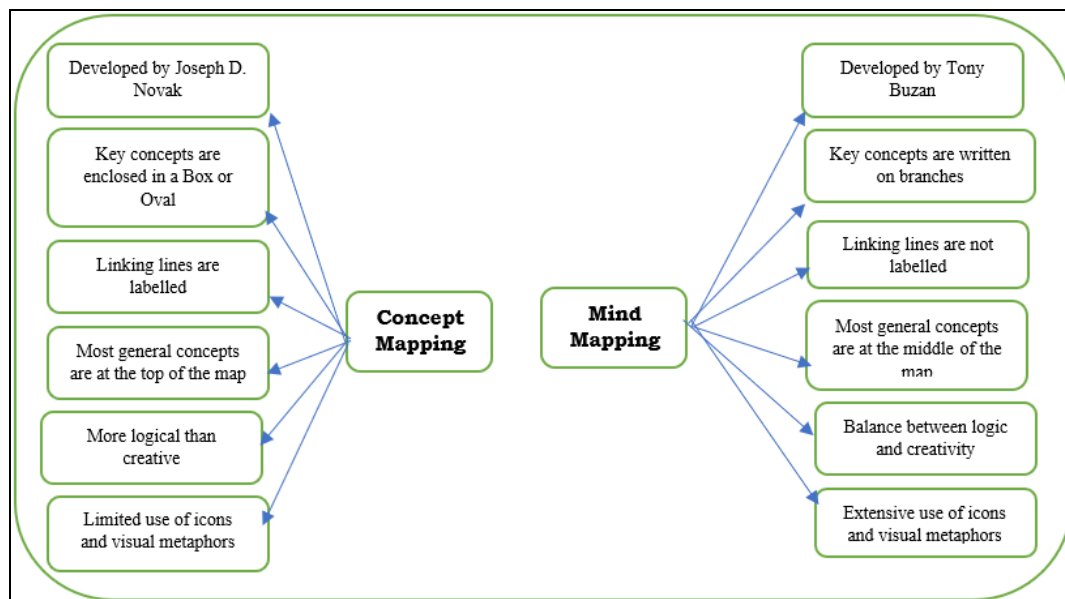 Developed by Joseph D.
Novak
Key concepts are
enclosed in a Box or
Oval
Linking lines are
labelled
Most general concepts
are at the top of the map
More logical than
creative
Limited use of icons
and visual metaphors
Concept
Mapping
Mind
Mapping
Developed by Tony
Buzan
Key concepts are written
on branches
Linking lines are not
labelled
Most general concepts
are at the middle of the
map
Balance between logic
and creativity
Extensive use of icons
and visual metaphors